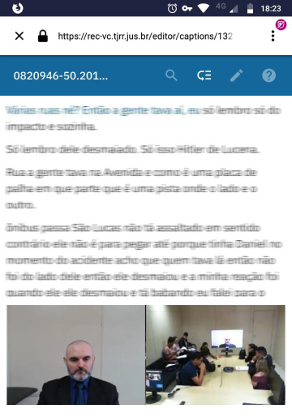 4G 18:23
https://rec-vc.tjrr.jus.br/editor/captions/132
0820946-50.201...
Várias ruas né? Então a gente tava aí, eu só lembro só do
impacto e sozinha.
Só lembro dele desmaiado. Só isso Hitler de Lucena.
Rua a gente tava na Avenida e como é uma placa de
palha em que parte que é uma pista onde o lado e o
outro.
ônibus passa São Lucas não tá assaltado em sentido
contrário ele não é para pegar até porque tinha Daniel no
momento do acidente acho que quem tava lá então não
foi do lado dele então ele desmaiou e a minha reação foi
quando ele ele desmaiou e tá babando eu falei para o